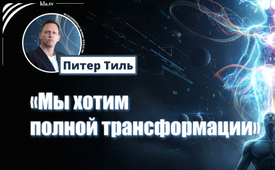 kla.tv
Питер Тиль
«Мы хотим
полной трансформации»